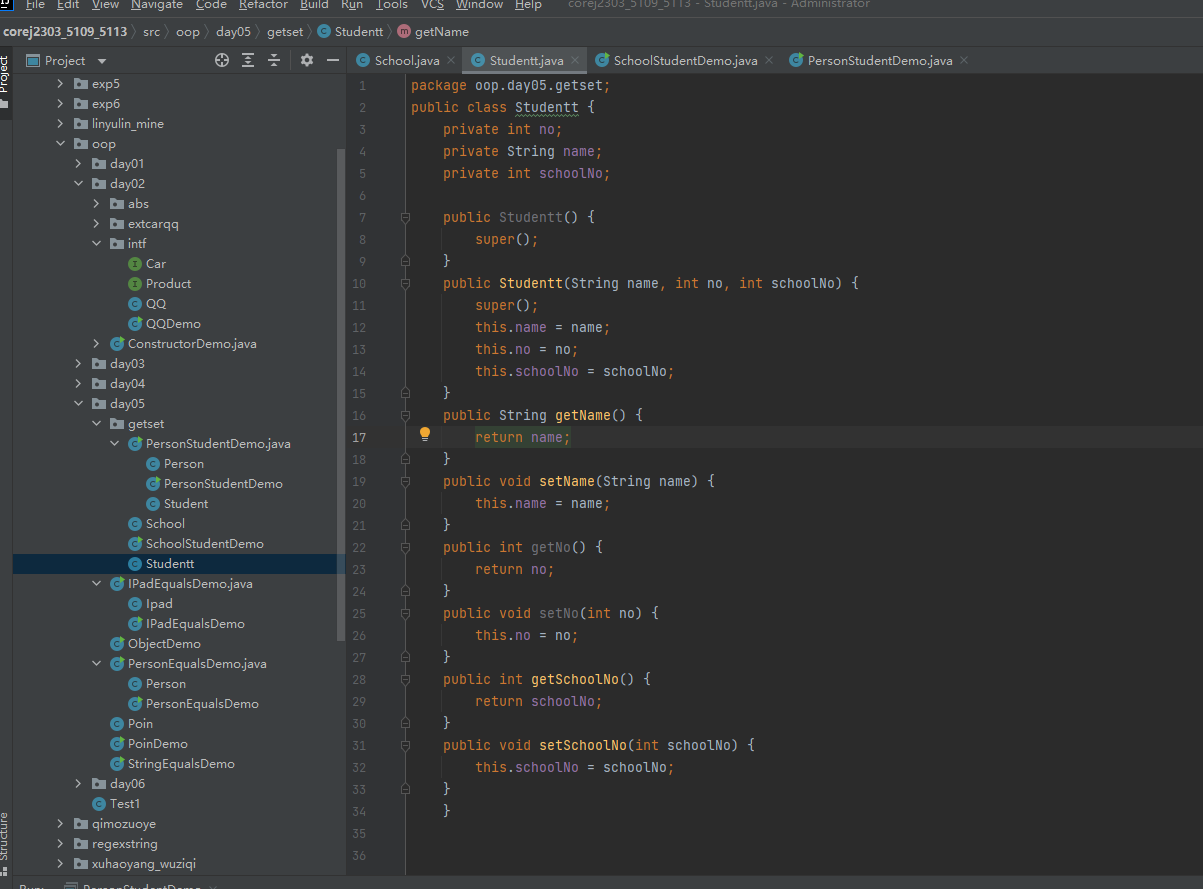 File Edit View Navigate Code Refactor Build Run Tools VCS Window Help corej2303_5109_5113 - Studentt.java - Administrator
corej2303_5109_5113 src oop day05 getset Studentt getName
Project
School.java Studentt.java SchoolStudentDemo.java PersonStudentDemo.java
Project
exp5
exp6
linyulin_mine
oop
day01
day02
abs
extcarqq
intf
Car
Product
QQ
QQDemo
ConstructorDemo.java
day03
day04
day05
getset
PersonStudentDemo.java
Person
PersonStudentDemo
Student
School
SchoolStudentDemo
Studentt
IPadEqualsDemo.java
Ipad
IPadEqualsDemo
ObjectDemo
PersonEqualsDemo.java
Person
PersonEqualsDemo
Poin
PoinDemo
StringEqualsDemo
day06
Test1
qimozuoye
regexstring
xuhaoyang_wuziqi
Structure
1 package oop.day05.getset;
2 public class Studentt {
3 private int no;
4 private String name;
5 private int schoolNo;
6
7 public Studentt() {
8 super();
9 }
10 public Studentt(String name, int no, int schoolNo) {
11 super();
12 this.name = name;
13 this.no = no;
14 this.schoolNo = schoolNo;
15 }
16 public String getName() {
17 return name;
18 }
19 public void setName(String name) {
20 this.name = name;
21 }
22 public int getNo() {
23 return no;
24 }
25 public void setNo(int no) {
26 this.no = no;
27 }
28 public int getSchoolNo() {
29 return schoolNo;
30 }
31 public void setSchoolNo(int schoolNo) {
32 this.schoolNo = schoolNo;
33 }
34 }
35
36
Run: PersonStudentDemo